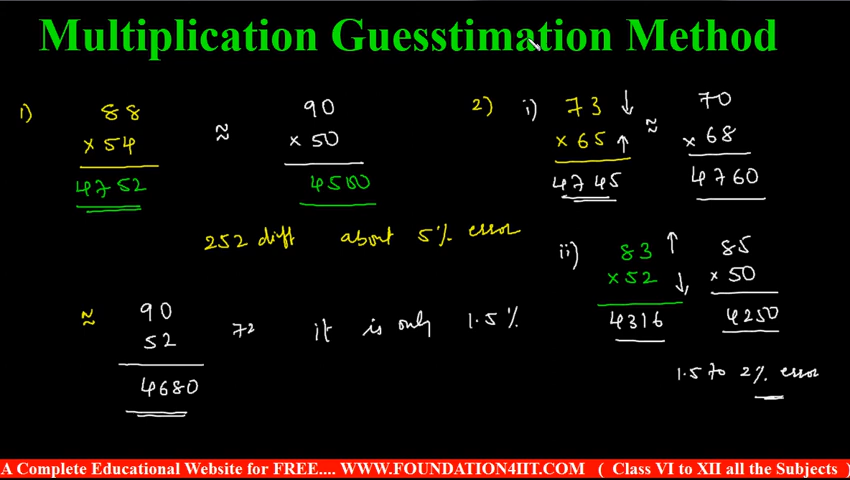 Multiplication Guesstimation Method
1) 88
× 54
4752
≈ 90
× 50
4500
252 diff about 5% error
≈ 90
52
4680
72 it is only 1.5%
2) i) 73 ↓
× 65 ↑
4745
≈ 70
× 68
4760
ii) 83 ↑
× 52 ↓
4316
85
× 50
4250
1.5 to 2% error
A Complete Educational Website for FREE.... WWW.FOUNDATION4IIT.COM ( Class VI to XII all the Subjects )